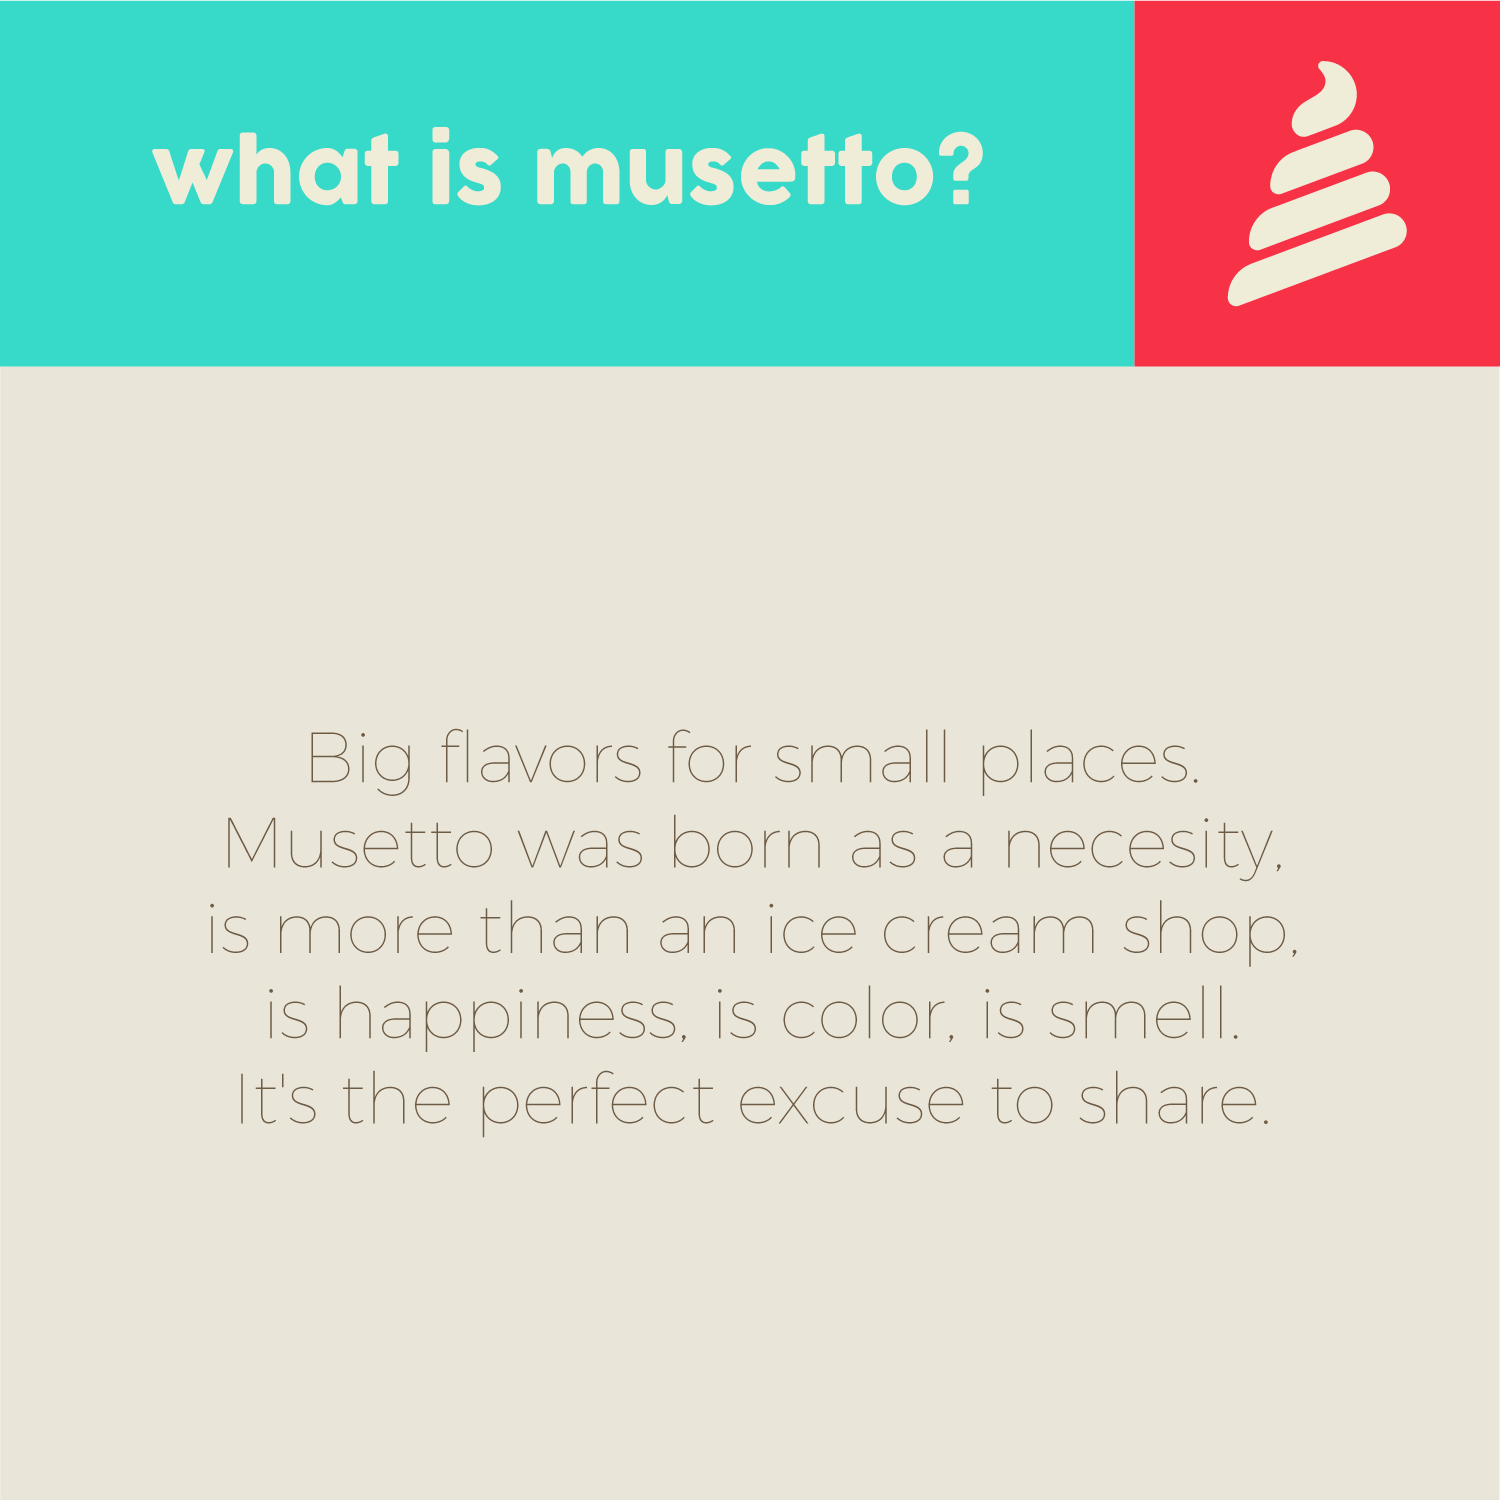 what is musetto?
Big flavors for small places.
Musetto was born as a necesity,
is more than an ice cream shop,
is happiness, is color, is smell.
It's the perfect excuse to share.